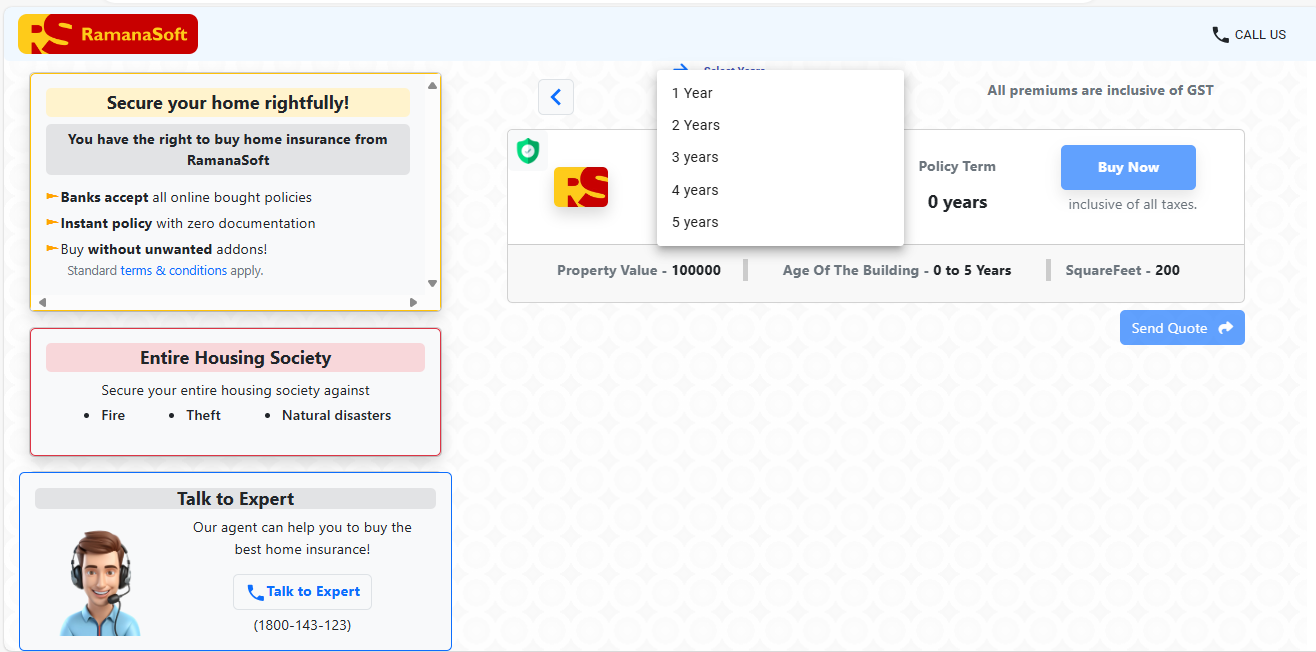 RS RamanaSoft
CALL US
Secure your home rightfully!
You have the right to buy home insurance from
RamanaSoft
Banks accept all online bought policies
Instant policy with zero documentation
Buy without unwanted addons!
Standard terms & conditions apply.
Entire Housing Society
Secure your entire housing society against
• Fire • Theft • Natural disasters
Talk to Expert
Our agent can help you to buy the
best home insurance!
Talk to Expert
(1800-143-123)
Select Years
1 Year
2 Years
3 years
4 years
5 years
All premiums are inclusive of GST
RS
Policy Term
0 years
Buy Now
inclusive of all taxes.
Property Value - 100000
Age Of The Building - 0 to 5 Years
SquareFeet - 200
Send Quote